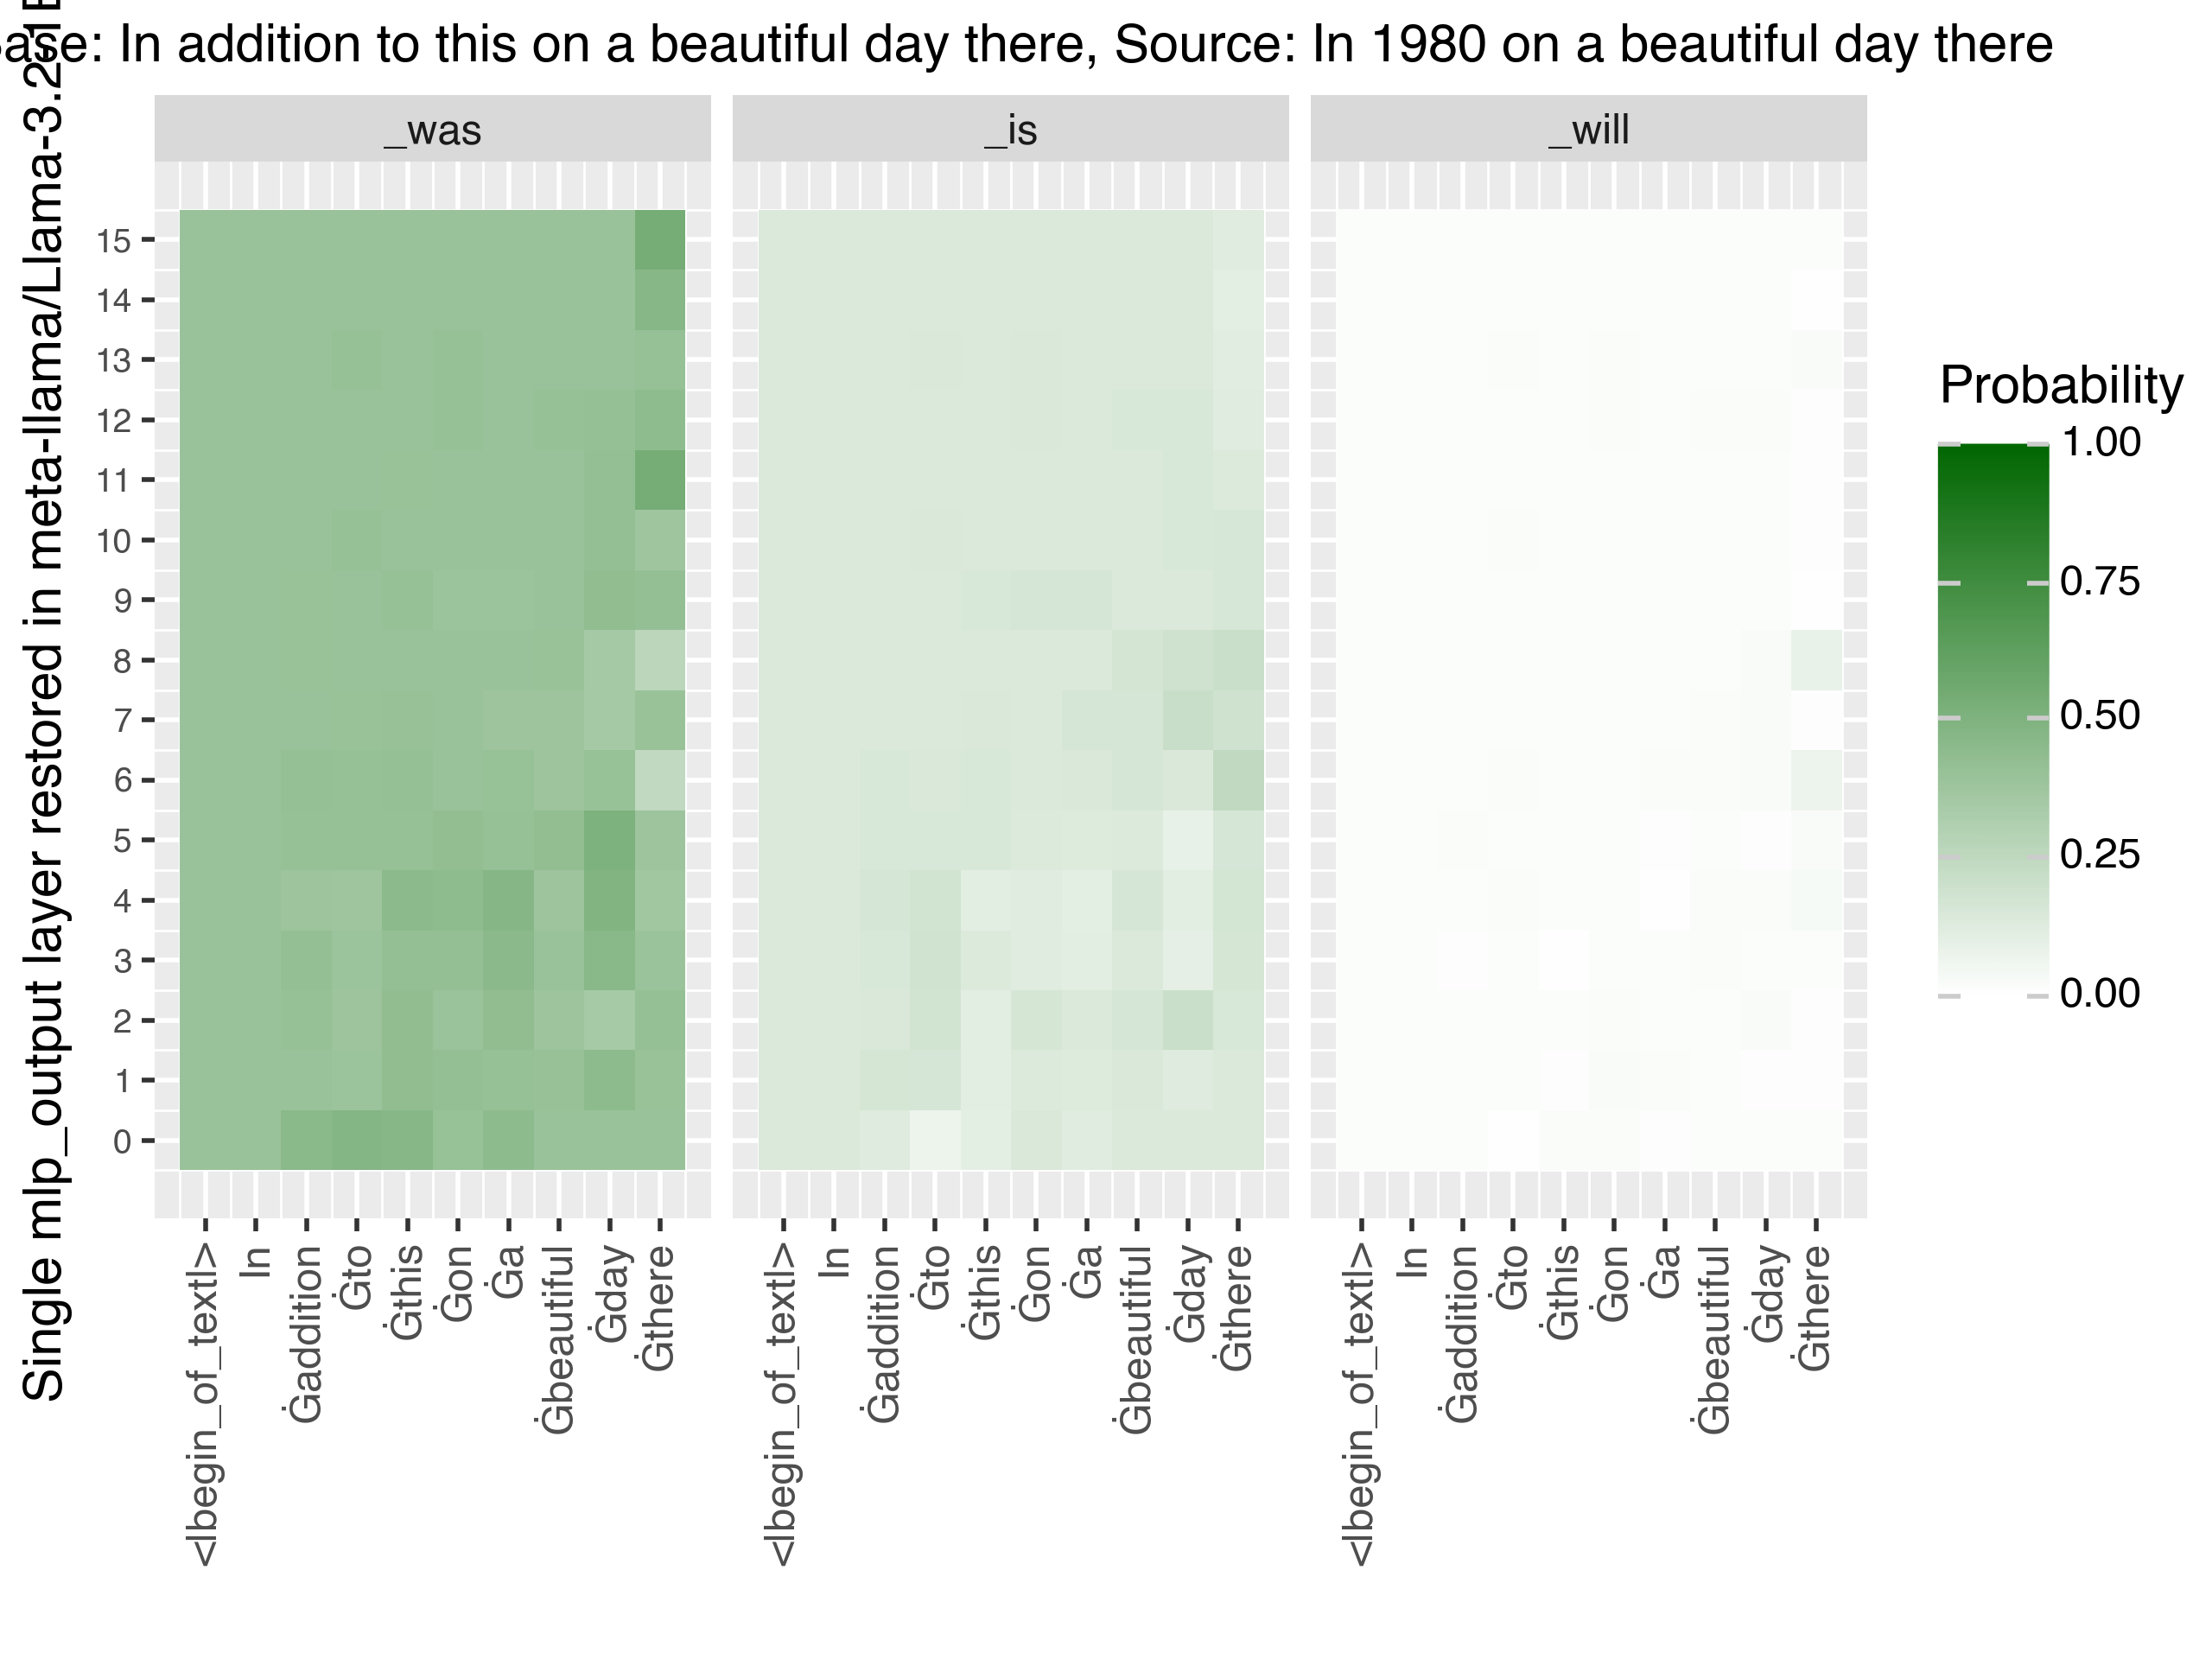 ase: In addition to this on a beautiful day there, Source: In 1980 on a beautiful day there
Single mlp_output layer restored in meta-llama/Llama-3.2-1B
_was
_is
_will
15
14
13
12
11
10
9
8
7
6
5
4
3
2
1
0
<|begin_of_text|>
In
Ġaddition
Ġto
Ġthis
Ġon
Ġa
Ġbeautiful
Ġday
Ġthere
<|begin_of_text|>
In
Ġaddition
Ġto
Ġthis
Ġon
Ġa
Ġbeautiful
Ġday
Ġthere
<|begin_of_text|>
In
Ġaddition
Ġto
Ġthis
Ġon
Ġa
Ġbeautiful
Ġday
Ġthere
Probability
1.00
0.75
0.50
0.25
0.00